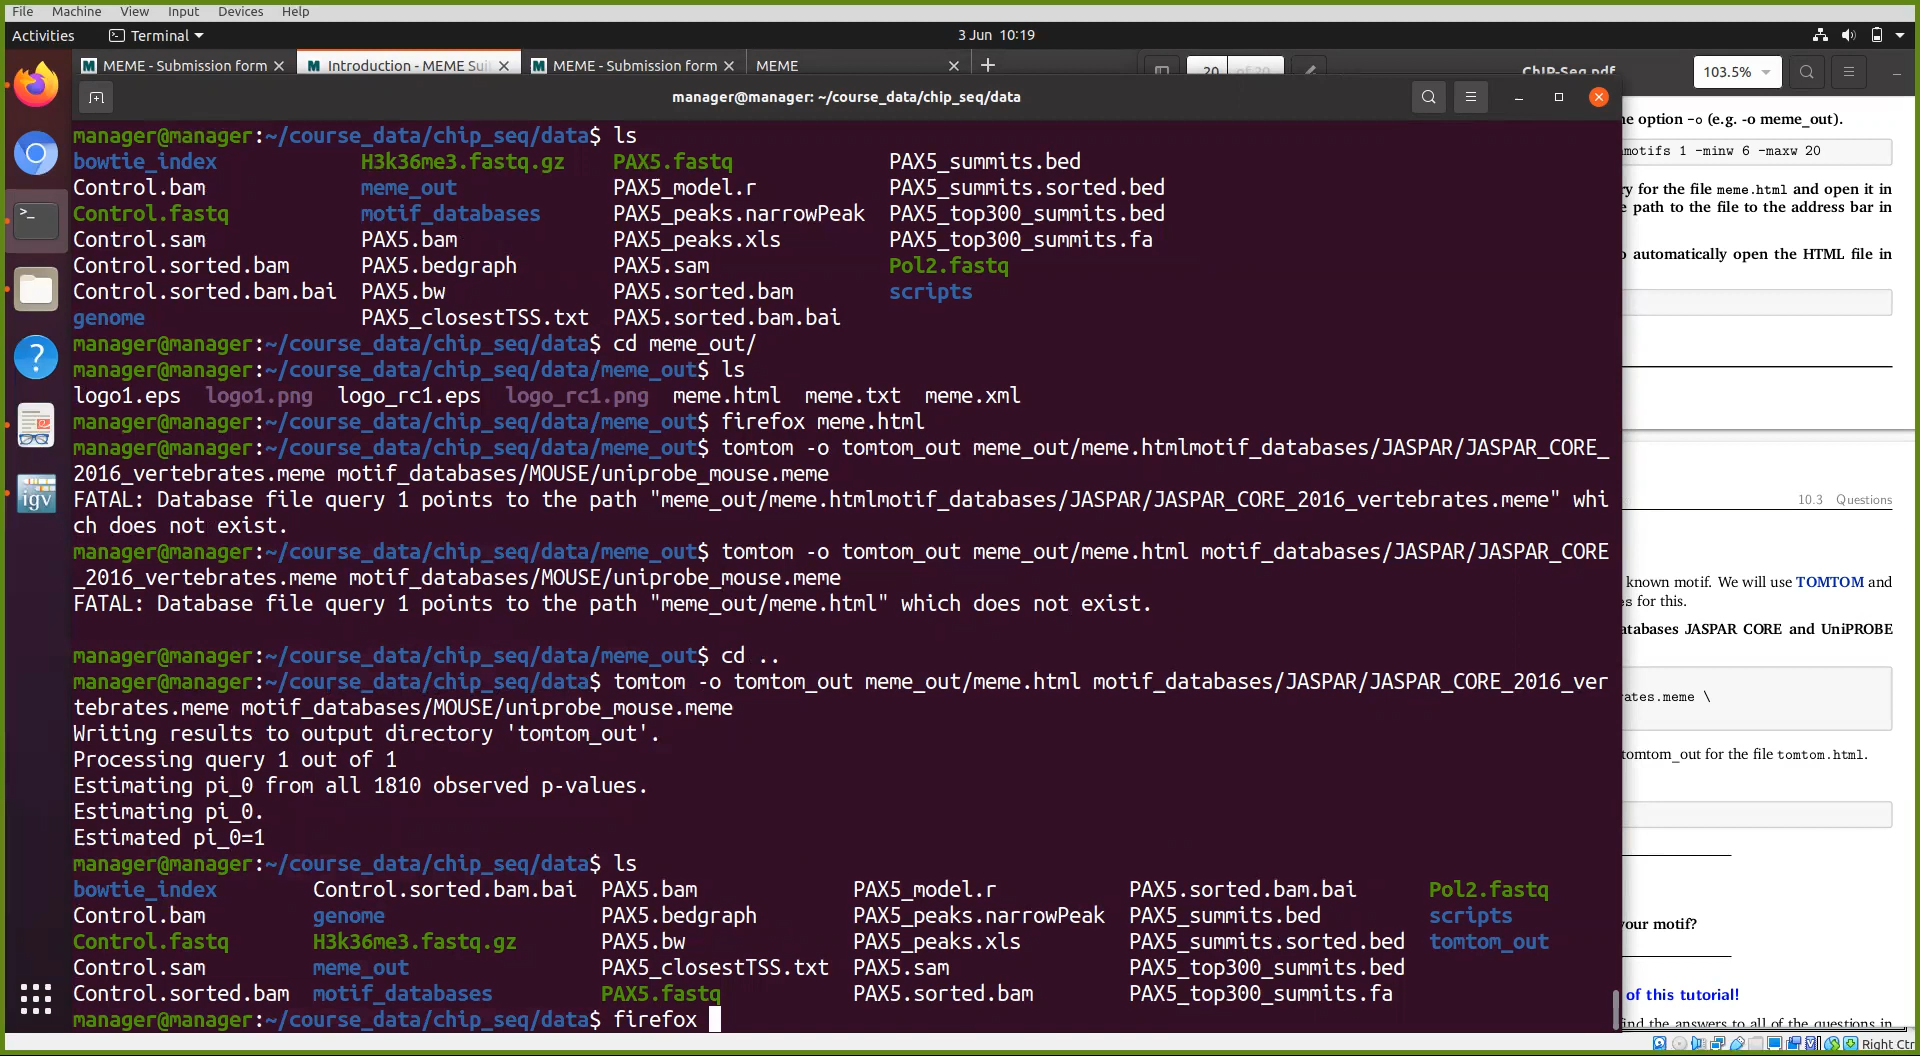 File Machine View Input Devices Help
Activities Terminal 3 Jun 10:19
MEME - Submission form Introduction - MEME Sui MEME - Submission form MEME
20 of 20 ChIP-Seq.pdf 103.5%
manager@manager: ~/course_data/chip_seq/data
manager@manager:~/course_data/chip_seq/data$ ls
bowtie_index H3k36me3.fastq.gz PAX5.fastq PAX5_summits.bed
Control.bam meme_out PAX5_model.r PAX5_summits.sorted.bed
Control.fastq motif_databases PAX5_peaks.narrowPeak PAX5_top300_summits.bed
Control.sam PAX5.bam PAX5_peaks.xls PAX5_top300_summits.fa
Control.sorted.bam PAX5.bedgraph PAX5.sam Pol2.fastq
Control.sorted.bam.bai PAX5.bw PAX5.sorted.bam scripts
genome PAX5_closestTSS.txt PAX5.sorted.bam.bai
manager@manager:~/course_data/chip_seq/data$ cd meme_out/
manager@manager:~/course_data/chip_seq/data/meme_out$ ls
logo1.eps logo1.png logo_rc1.eps logo_rc1.png meme.html meme.txt meme.xml
manager@manager:~/course_data/chip_seq/data/meme_out$ firefox meme.html
manager@manager:~/course_data/chip_seq/data/meme_out$ tomtom -o tomtom_out meme_out/meme.htmlmotif_databases/JASPAR/JASPAR_CORE_
2016_vertebrates.meme motif_databases/MOUSE/uniprobe_mouse.meme
FATAL: Database file query 1 points to the path "meme_out/meme.htmlmotif_databases/JASPAR/JASPAR_CORE_2016_vertebrates.meme" whi
ch does not exist.
manager@manager:~/course_data/chip_seq/data/meme_out$ tomtom -o tomtom_out meme_out/meme.html motif_databases/JASPAR/JASPAR_CORE
_2016_vertebrates.meme motif_databases/MOUSE/uniprobe_mouse.meme
FATAL: Database file query 1 points to the path "meme_out/meme.html" which does not exist.
manager@manager:~/course_data/chip_seq/data/meme_out$ cd ..
manager@manager:~/course_data/chip_seq/data$ tomtom -o tomtom_out meme_out/meme.html motif_databases/JASPAR/JASPAR_CORE_2016_ver
tebrates.meme motif_databases/MOUSE/uniprobe_mouse.meme
Writing results to output directory 'tomtom_out'.
Processing query 1 out of 1
Estimating pi_0 from all 1810 observed p-values.
Estimating pi_0.
Estimated pi_0=1
manager@manager:~/course_data/chip_seq/data$ ls
bowtie_index Control.sorted.bam.bai PAX5.bam PAX5_model.r PAX5.sorted.bam.bai Pol2.fastq
Control.bam genome PAX5.bedgraph PAX5_peaks.narrowPeak PAX5_summits.bed scripts
Control.fastq H3k36me3.fastq.gz PAX5.bw PAX5_peaks.xls PAX5_summits.sorted.bed tomtom_out
Control.sam meme_out PAX5_closestTSS.txt PAX5.sam PAX5_top300_summits.bed
Control.sorted.bam motif_databases PAX5.fastq PAX5.sorted.bam PAX5_top300_summits.fa
manager@manager:~/course_data/chip_seq/data$ firefox
option -o (e.g. -o meme_out).
motifs 1 -minw 6 -maxw 20
ry for the file meme.html and open it in
path to the file to the address bar in
automatically open the HTML file in
10.3 Questions
known motif. We will use TOMTOM and
for this.
atabases JASPAR CORE and UniPROBE
ates.meme \
tomtom_out for the file tomtom.html.
your motif?
of this tutorial!
ind the answers to all of the questions in
igv
Right Ctr